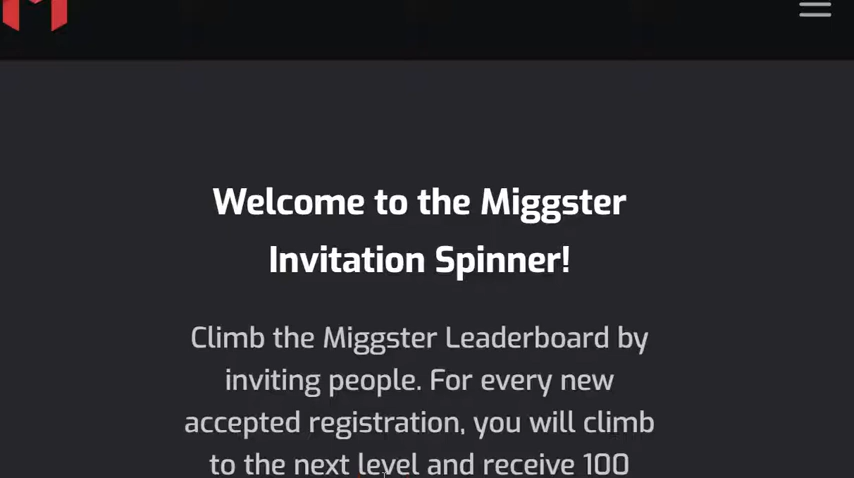 Welcome to the Miggster
Invitation Spinner!
Climb the Miggster Leaderboard by
inviting people. For every new
accepted registration, you will climb
to the next level and receive 100